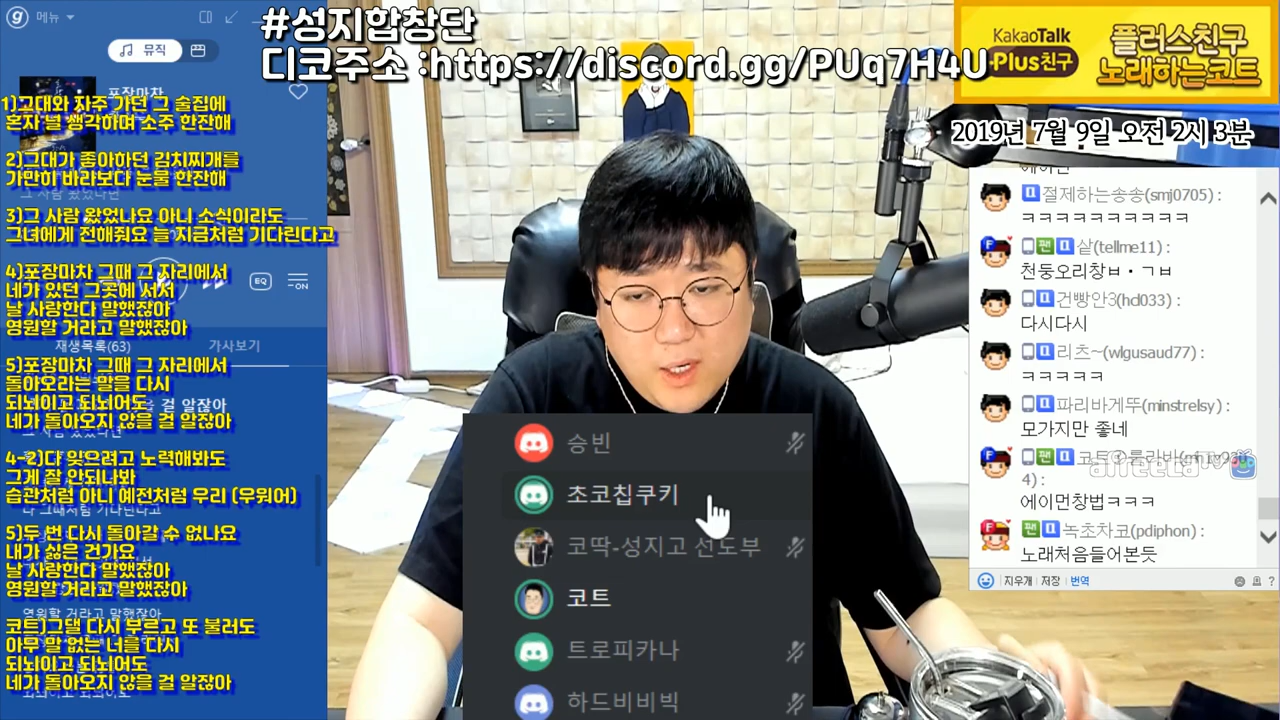 #성지합창단
디코주소 :https://discord.gg/PUq7H4U
KakaoTalk
Plus친구
플러스친구
노래하는코트
2019년 7월 9일 오전 2시 3분
메뉴
뮤직
포장마차
1)그대와 자주 가던 그 술집에
혼자 널 생각하며 소주 한잔해
2)그대가 좋아하던 김치찌개를
가만히 바라보다 눈물 한잔해
3)그 사람 왔었나요 아니 소식이라도
그녀에게 전해줘요 늘 지금처럼 기다린다고
4)포장마차 그때 그 자리에서
네가 있던 그곳에 서서
날 사랑한다 말했잖아
영원할 거라고 말했잖아
EQ
ON
재생목록(63)
가사보기
5)포장마차 그때 그 자리에서
돌아오라는 말을 다시
되뇌이고 되뇌어도
네가 돌아오지 않을 걸 알잖아
4-2)다 잊으려고 노력해봐도
그게 잘 안되나봐
습관처럼 아니 예전처럼 우리 (우워어)
5)두 번 다시 돌아갈 수 없나요
내가 싫은 건가요
날 사랑한다 말했잖아
영원할 거라고 말했잖아
영원할 거라고 말했잖아
코트)그댈 다시 부르고 또 불러도
아무 말 없는 너를 다시
되뇌이고 되뇌어도
네가 돌아오지 않을 걸 알잖아
승빈
초코칩쿠키
코딱-성지고 선도부
코트
트로피카나
하드비비빅
절제하는송송(smj0705) :
ㅋㅋㅋㅋㅋㅋㅋㅋㅋㅋ
팬 샅(tellme11) :
천둥오리창ㅂㆍㄱㅂ
건빵안3(hd033) :
다시다시
리츠~(wlgusaud77) :
ㅋㅋㅋㅋㅋ
파리바게뚜(minstrelsy) :
모가지만 좋네
afreecaTV
4) :
에이먼창법ㅋㅋㅋ
팬 녹초차코(pdiphon) :
노래처음들어본듯
지우개 저장 번역